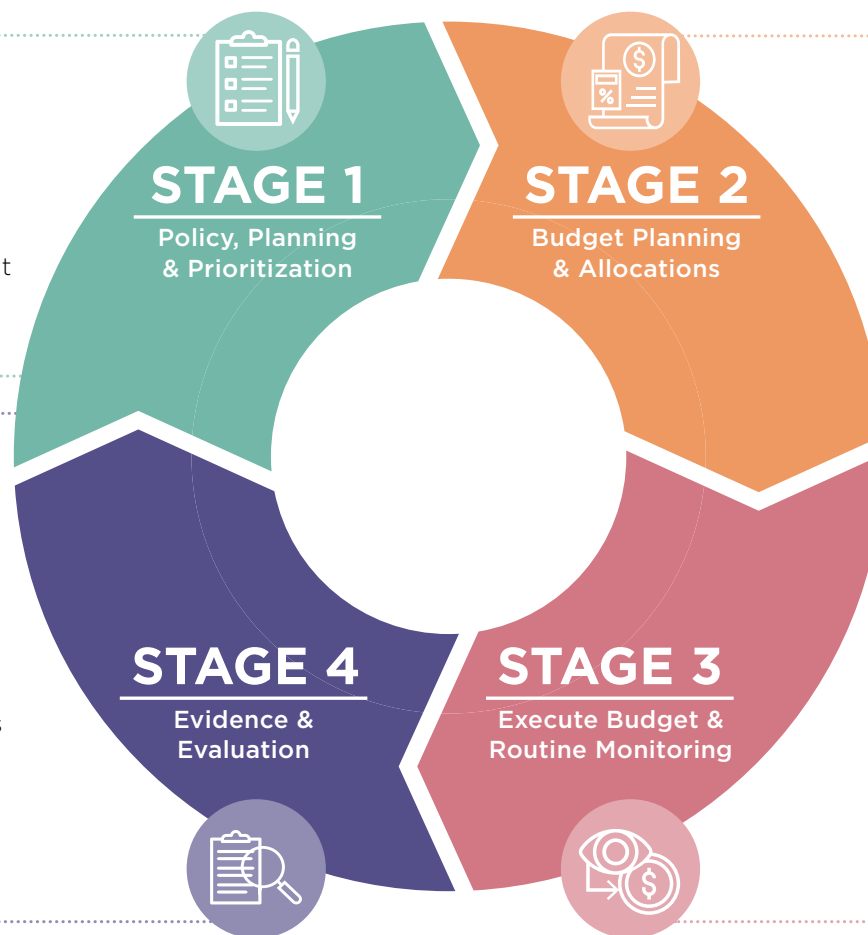 STAGE 1
Policy, Planning
& Prioritization
STAGE 2
Budget Planning
& Allocations
t
STAGE 4
Evidence &
Evaluation
STAGE 3
Execute Budget &
Routine Monitoring
s
$
%
$